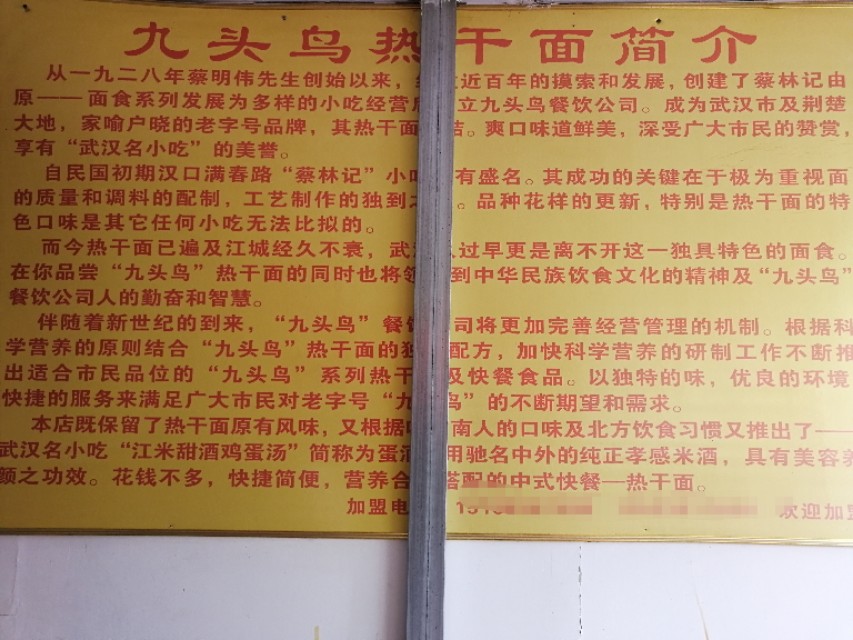 九头鸟热干面简介
从一九二八年蔡明伟先生创始以来，近百年的摸索和发展，创建了蔡林记由
原——面食系列发展为多样的小吃经营立九头鸟餐饮公司。成为武汉市及荆楚
大地，家喻户晓的老字号品牌，其热干面洁。爽口味道鲜美，深受广大市民的赞赏，
享有“武汉名小吃”的美誉。
自民国初期汉口满春路“蔡林记”小有盛名。其成功的关键在于极为重视面
的质量和调料的配制，工艺制作的独到。品种花样的更新，特别是热干面的特
色口味是其它任何小吃无法比拟的。
而今热干面已遍及江城经久不衰，武过早更是离不开这一独具特色的面食。
在你品尝“九头鸟”热干面的同时也将到中华民族饮食文化的精神及“九头鸟”
餐饮公司人的勤奋和智慧。
伴随着新世纪的到来，“九头鸟”餐司将更加完善经营管理的机制。根据科
学营养的原则结合“九头鸟”热干面的独配方，加快科学营养的研制工作不断推
出适合市民品位的“九头鸟”系列热干及快餐食品。以独特的味，优良的环境
快捷的服务来满足广大市民对老字号“九鸟”的不断期望和需求。
本店既保留了热干面原有风味，又根据南人的口味及北方饮食习惯又推出了——
武汉名小吃“江米甜酒鸡蛋汤”简称为蛋酒用驰名中外的纯正孝感米酒，具有美容养
颜之功效。花钱不多，快捷简便，营养合搭配的中式快餐—热干面。
加盟电 欢迎加盟